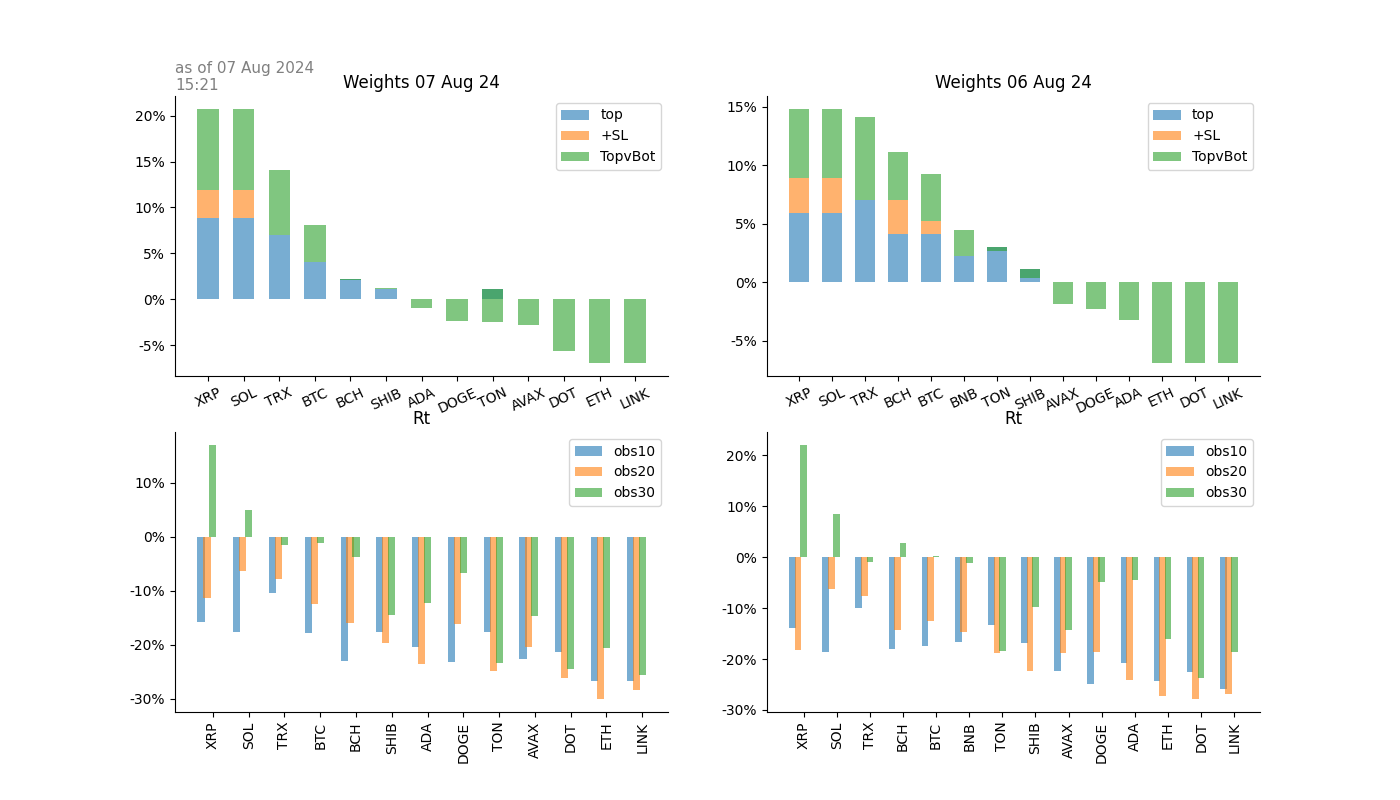 as of 07 Aug 2024
15:21
Weights 07 Aug 24
20%
15%
10%
5%
0%
-5%
top
+SL
TopvBot
XRP SOL TRX BTC BCH SHIB ADA DOGE TON AVAX DOT ETH LINK
Weights 06 Aug 24
15%
10%
5%
0%
-5%
top
+SL
TopvBot
XRP SOL TRX BCH BTC BNB TON SHIB AVAX DOGE ADA ETH DOT LINK
Rt
10%
0%
-10%
-20%
-30%
obs10
obs20
obs30
XRP SOL TRX BTC BCH SHIB ADA DOGE TON AVAX DOT ETH LINK
Rt
20%
10%
0%
-10%
-20%
-30%
obs10
obs20
obs30
XRP SOL TRX BCH BTC BNB TON SHIB AVAX DOGE ADA ETH DOT LINK